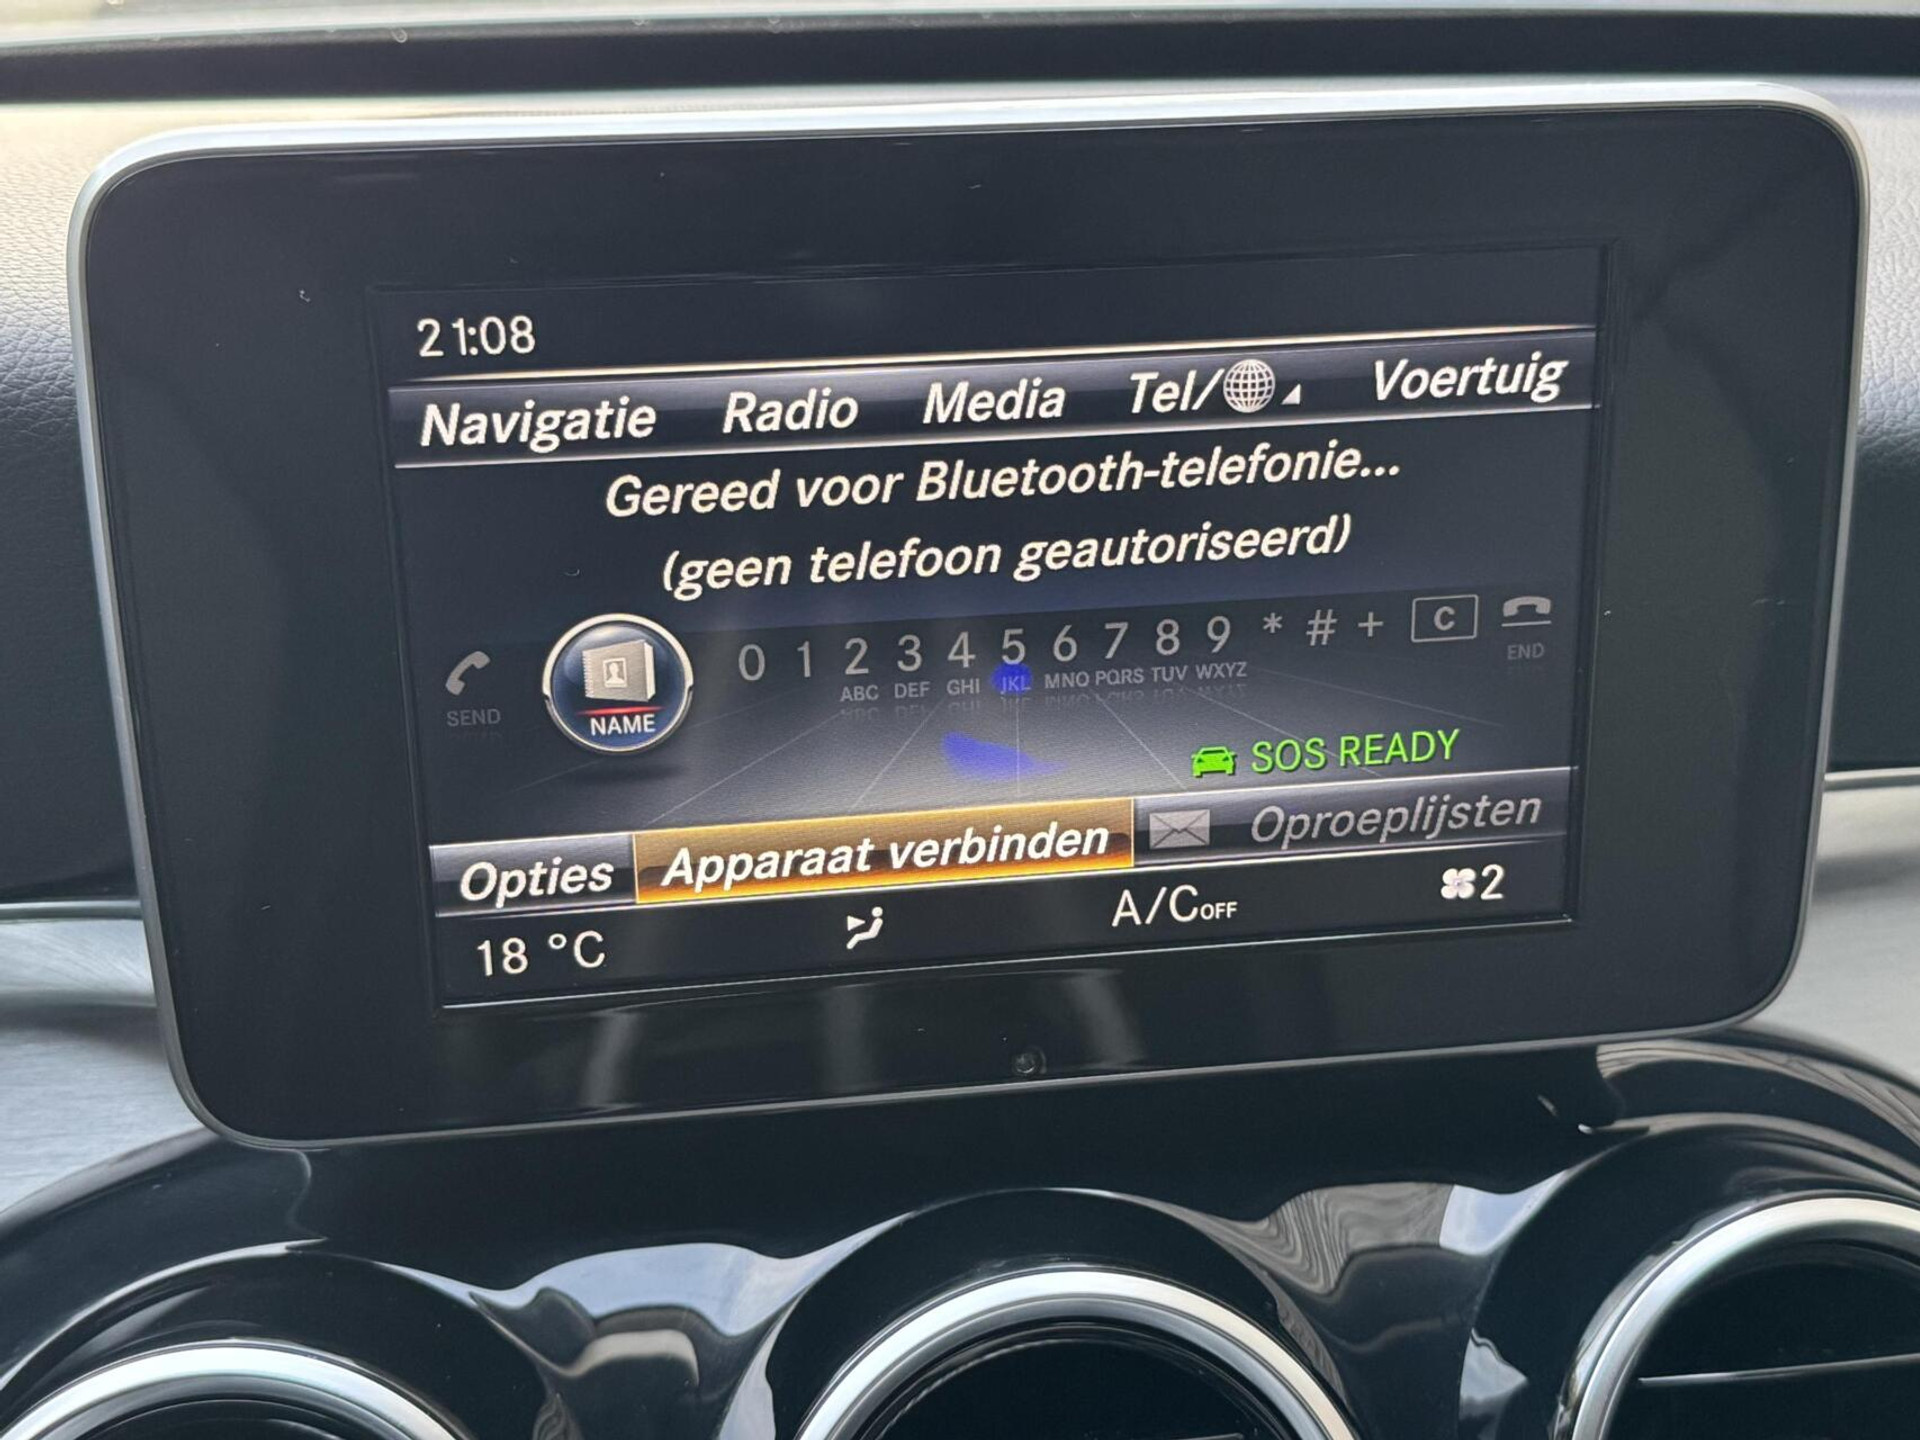 21:08
Navigatie Radio Media Tel/ Voertuig
Gereed voor Bluetooth-telefonie...
(geen telefoon geautoriseerd)
0 1 2 3 4 5 6 7 8 9 * # + C
ABC DEF GHI JKL MNO PQRS TUV WXYZ
SEND NAME END
SOS READY
Opties Apparaat verbinden Oproeplijsten
18 °C A/C OFF 2